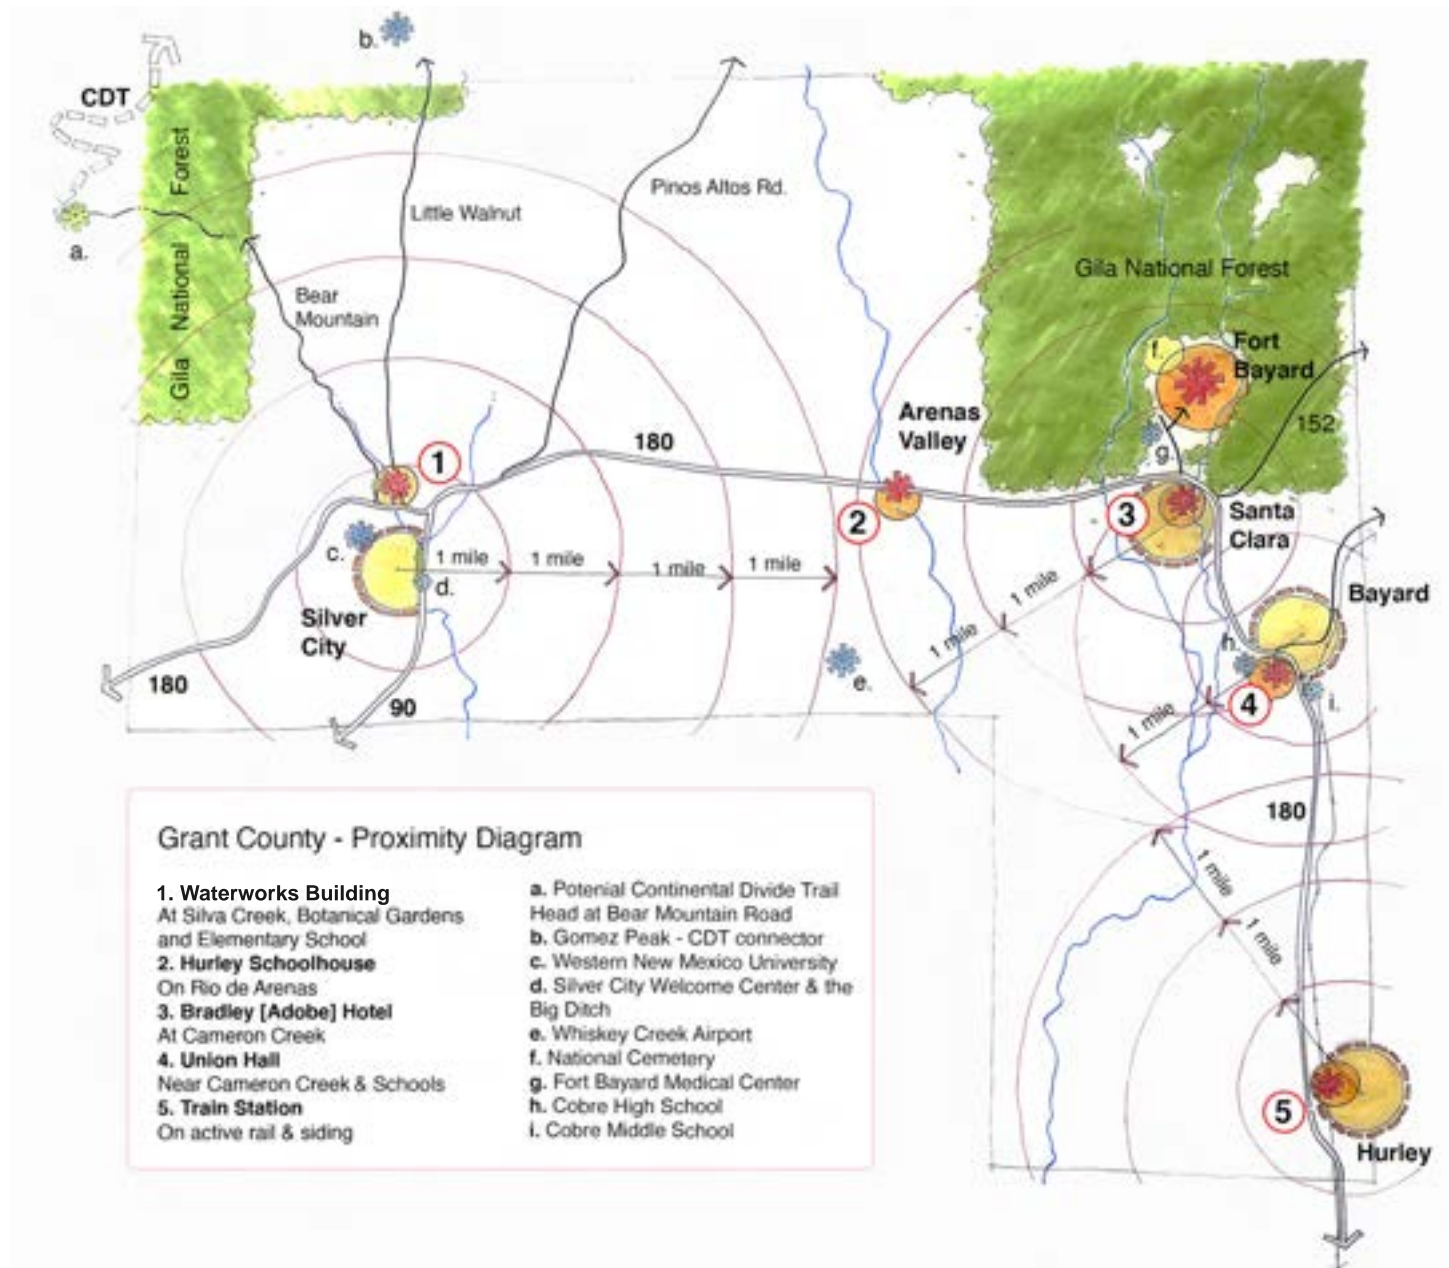 b.
CDT
Gila National Forest
a.
Little Walnut
Pinos Altos Rd.
Bear
Mountain
Gila National Forest
f.
Fort
Bayard
Arenas
Valley
152
180
g.
1
2
3
Santa
Clara
c.
1 mile
1 mile
1 mile
1 mile
d.
1 mile
1 mile
Bayard
Silver
City
h.
e.
180
90
4
i.
1 mile
180
1 mile
1 mile
5
Hurley
Grant County - Proximity Diagram
1. Waterworks Building
At Silva Creek, Botanical Gardens
and Elementary School
2. Hurley Schoolhouse
On Rio de Arenas
3. Bradley [Adobe] Hotel
At Cameron Creek
4. Union Hall
Near Cameron Creek & Schools
5. Train Station
On active rail & siding
a. Potenial Continental Divide Trail
Head at Bear Mountain Road
b. Gomez Peak - CDT connector
c. Western New Mexico University
d. Silver City Welcome Center & the
Big Ditch
e. Whiskey Creek Airport
f. National Cemetery
g. Fort Bayard Medical Center
h. Cobre High School
i. Cobre Middle School